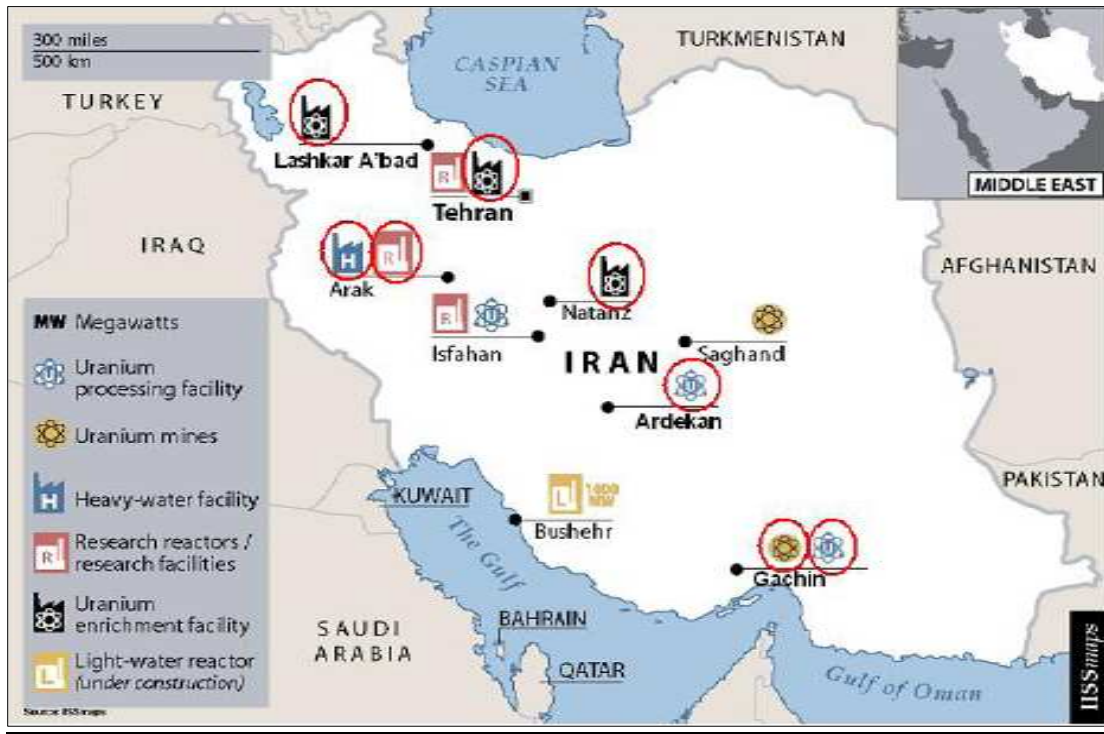 300 miles
500 km
TURKMENISTAN
CASPIAN
SEA
TURKEY
Lashkar A'bad
R
Tehran
MIDDLE EAST
IRAQ
H
R
Arak
AFGHANISTAN
Natanz
R
Isfahan
IRAN
Saghand
Ardekan
MW Megawatts
Uranium
processing facility
Uranium mines
H
Heavy-water facility
R
Research reactors /
research facilities
Uranium
enrichment facility
L
Light-water reactor
(under construction)
PAKISTAN
KUWAIT
L
1000
MW
Bushehr
The Gulf
Gachin
SAUDI
ARABIA
BAHRAIN
QATAR
Gulf of Oman
IISSmaps
Source: IISSmaps